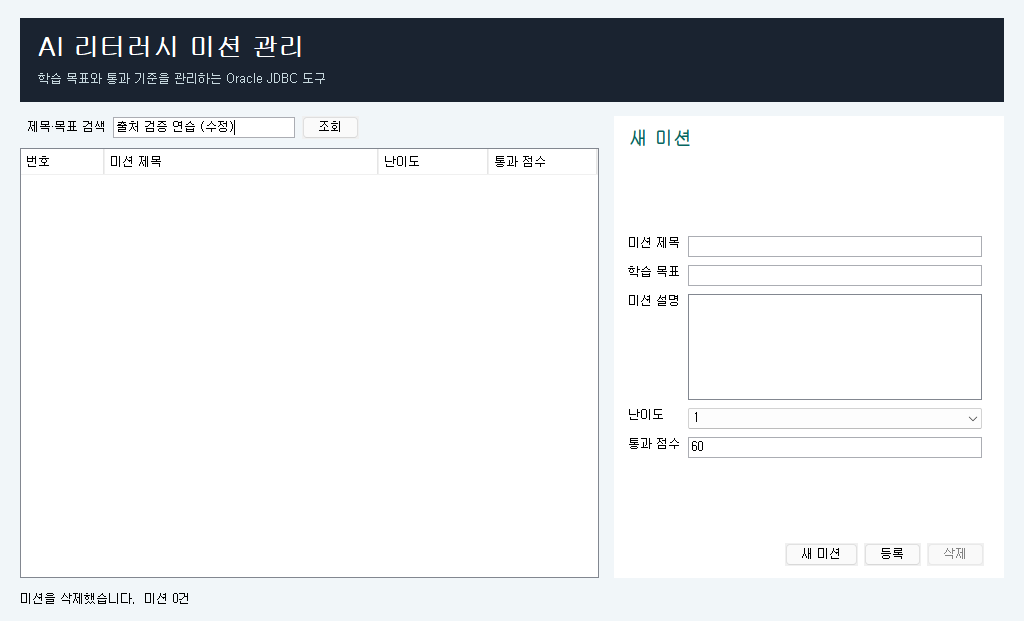 AI 리터러시 미션 관리
학습 목표와 통과 기준을 관리하는 Oracle JDBC 도구
제목·목표 검색 출처 검증 연습 (수정) 조회
번호 미션 제목 난이도 통과 점수
새 미션
미션 제목
학습 목표
미션 설명
난이도 1
통과 점수 60
새 미션 등록 삭제
미션을 삭제했습니다. 미션 0건